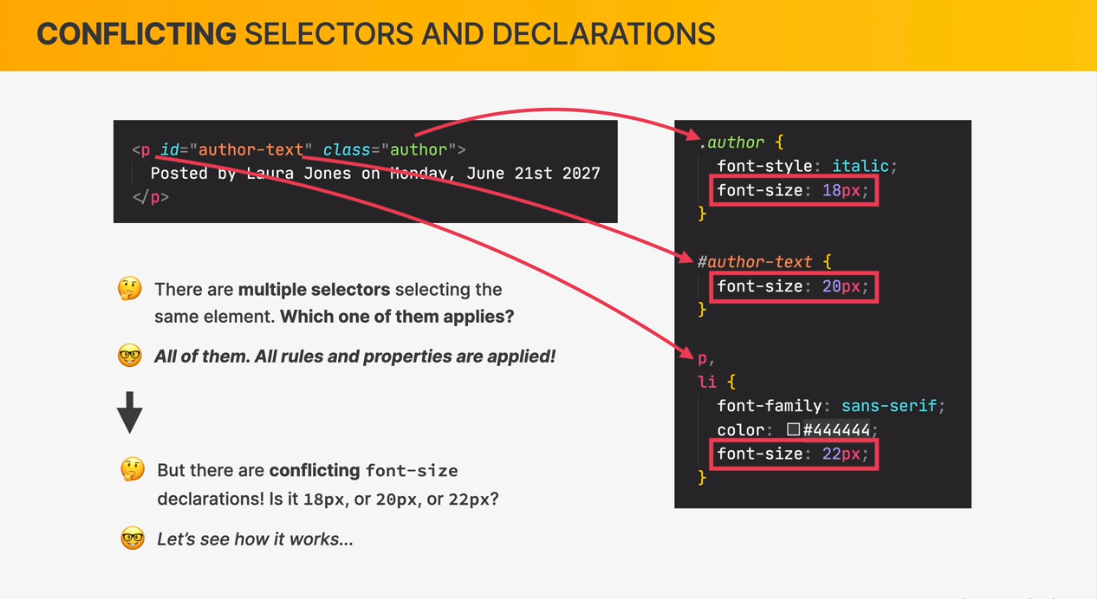 CONFLICTING SELECTORS AND DECLARATIONS
<p id="author-text" class="author">
Posted by Laura Jones on Monday, June 21st 2027
</p>
There are multiple selectors selecting the
same element. Which one of them applies?
All of them. All rules and properties are applied!
But there are conflicting font-size
declarations! Is it 18px, or 20px, or 22px?
Let's see how it works...
.author {
font-style: italic;
font-size: 18px;
}
#author-text {
font-size: 20px;
}
p,
li {
font-family: sans-serif;
color: #444444;
font-size: 22px;
}